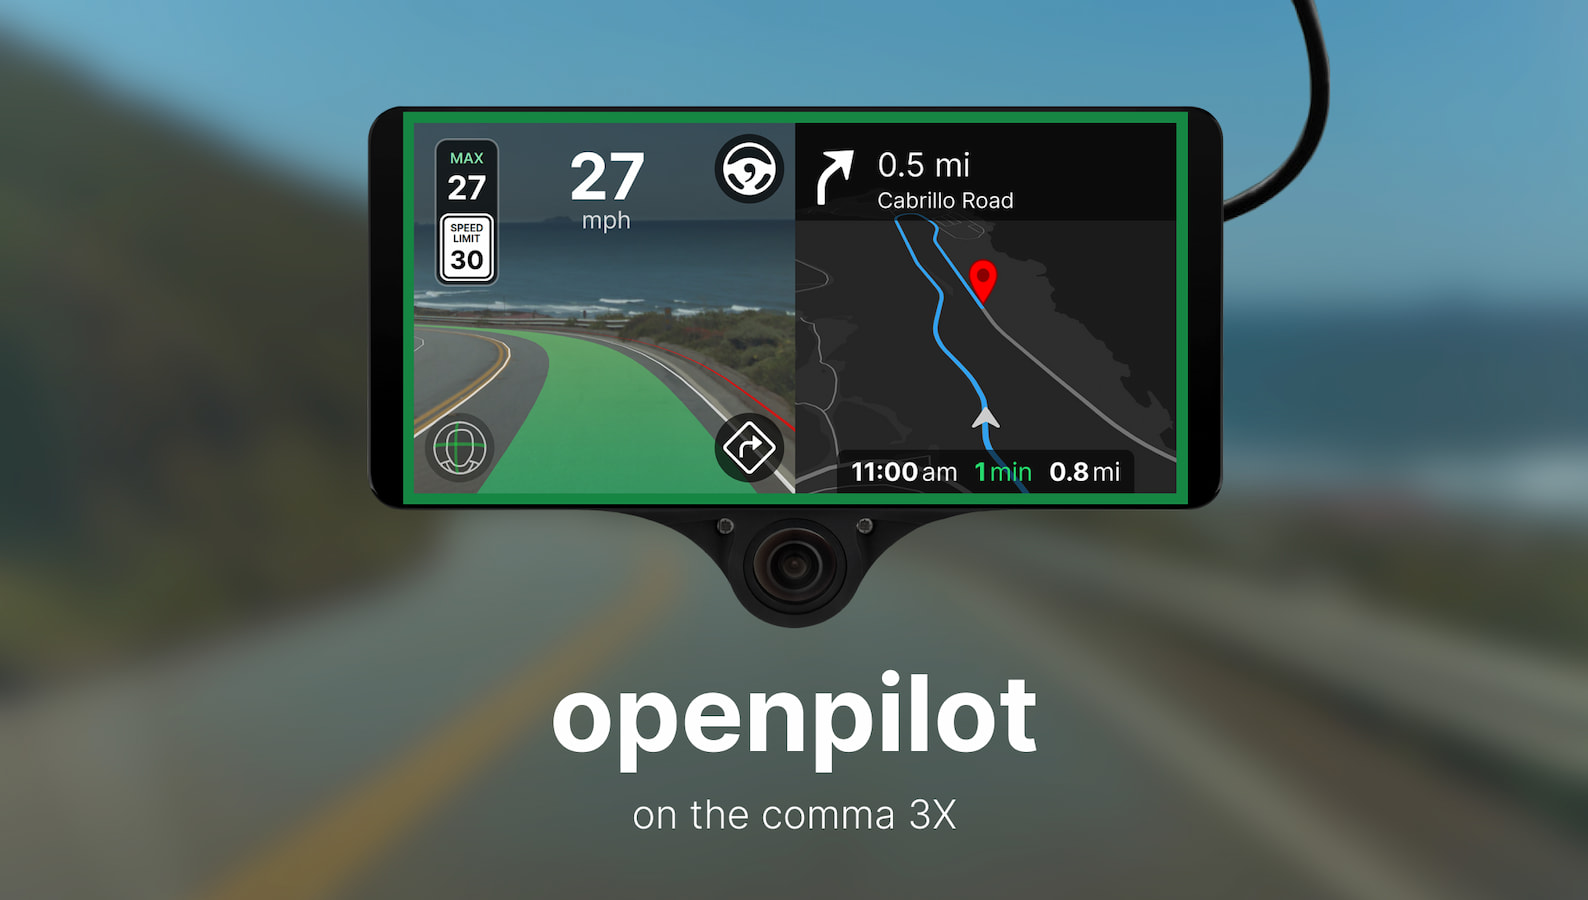 MAX
27
SPEED
LIMIT
30
27
mph
0.5 mi
Cabrillo Road
11:00 am 1 min 0.8 mi
openpilot
on the comma 3X